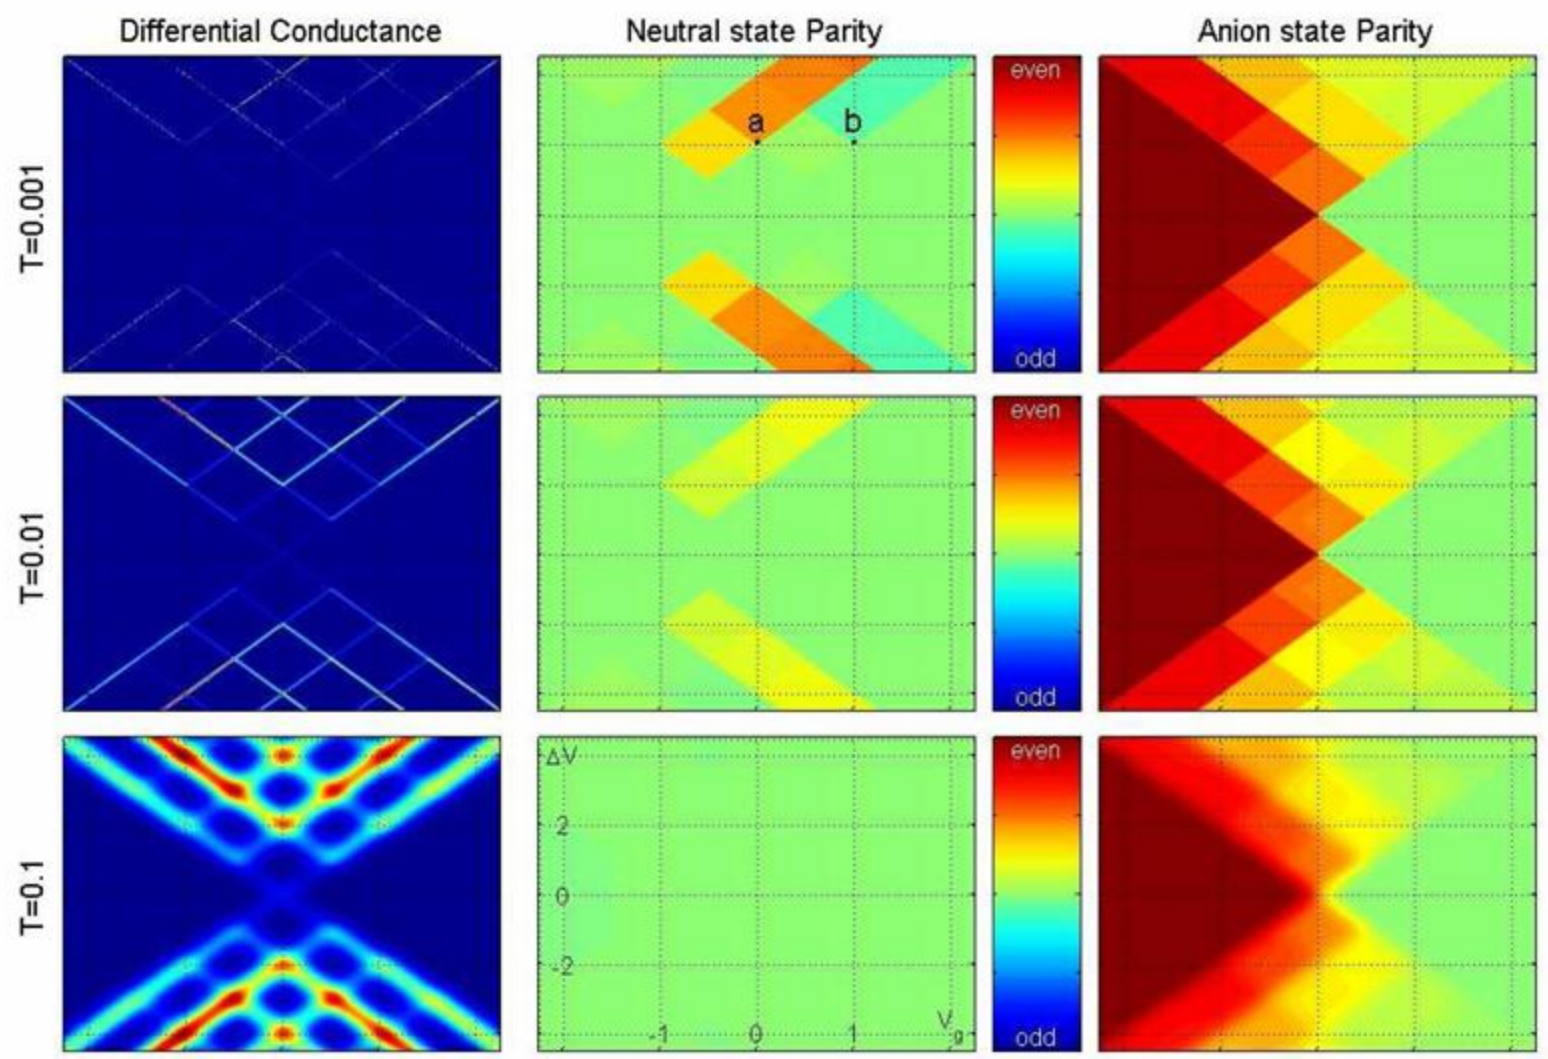 Differential Conductance
Neutral state Parity
Anion state Parity
T=0.001
a
b
even
odd
T=0.01
even
odd
T=0.1
ΔV
2
0
-2
-1
0
1
Vg
even
odd